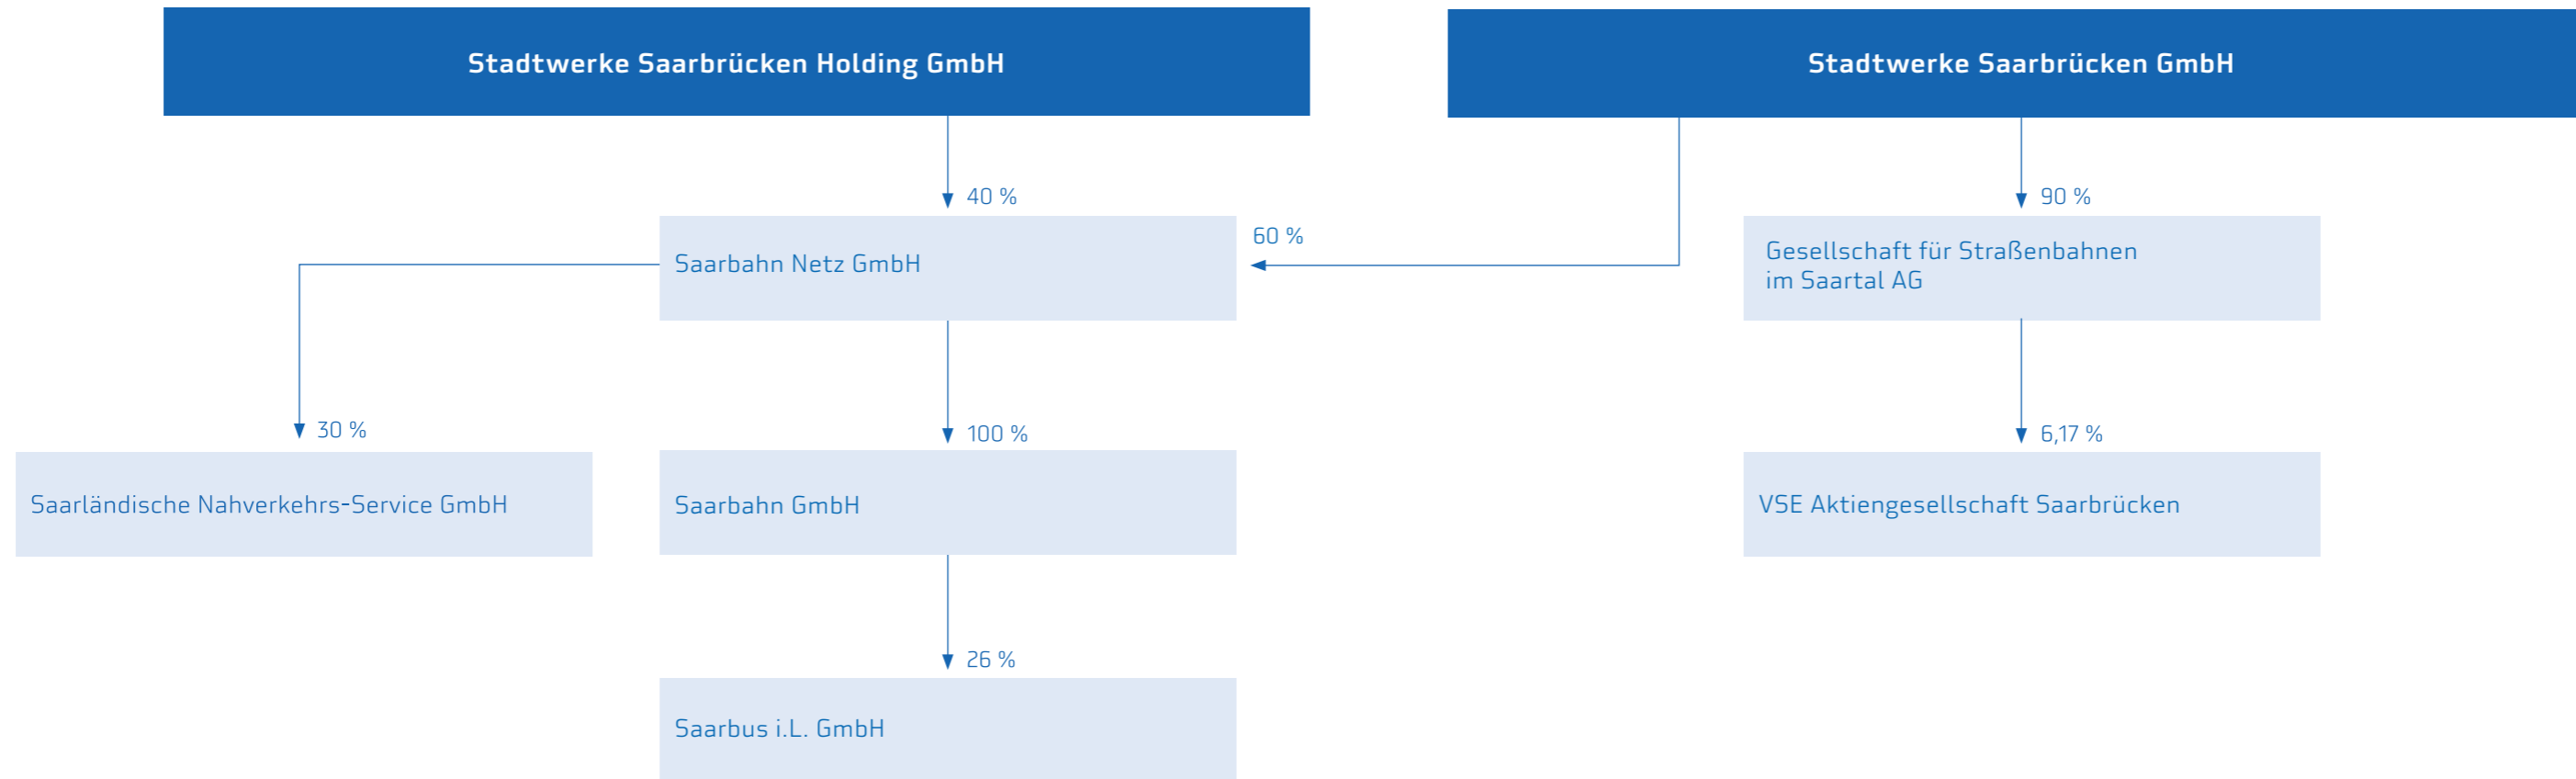 Stadtwerke Saarbrücken Holding GmbH
Stadtwerke Saarbrücken GmbH
40 %
90 %
60 %
Saarbahn Netz GmbH
Gesellschaft für Straßenbahnen
im Saartal AG
30 %
100 %
6,17 %
Saarländische Nahverkehrs-Service GmbH
Saarbahn GmbH
VSE Aktiengesellschaft Saarbrücken
26 %
Saarbus i.L. GmbH